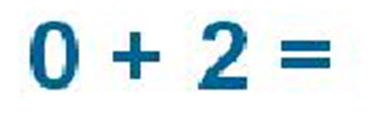 0 + 2 =